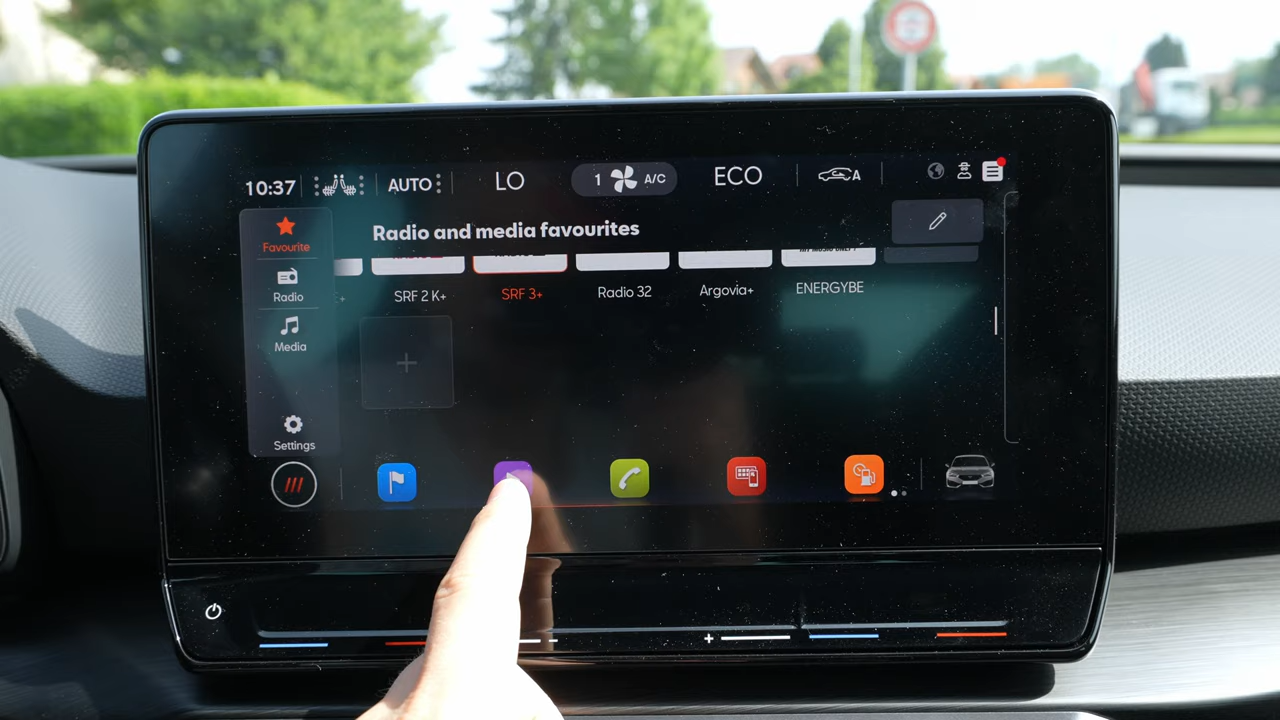 10:37 AUTO LO 1 A/C ECO A
Radio and media favourites
Favourite
SRF 2 K+ SRF 3+ Radio 32 Argovia+ ENERGYBE
Radio
Media
Settings